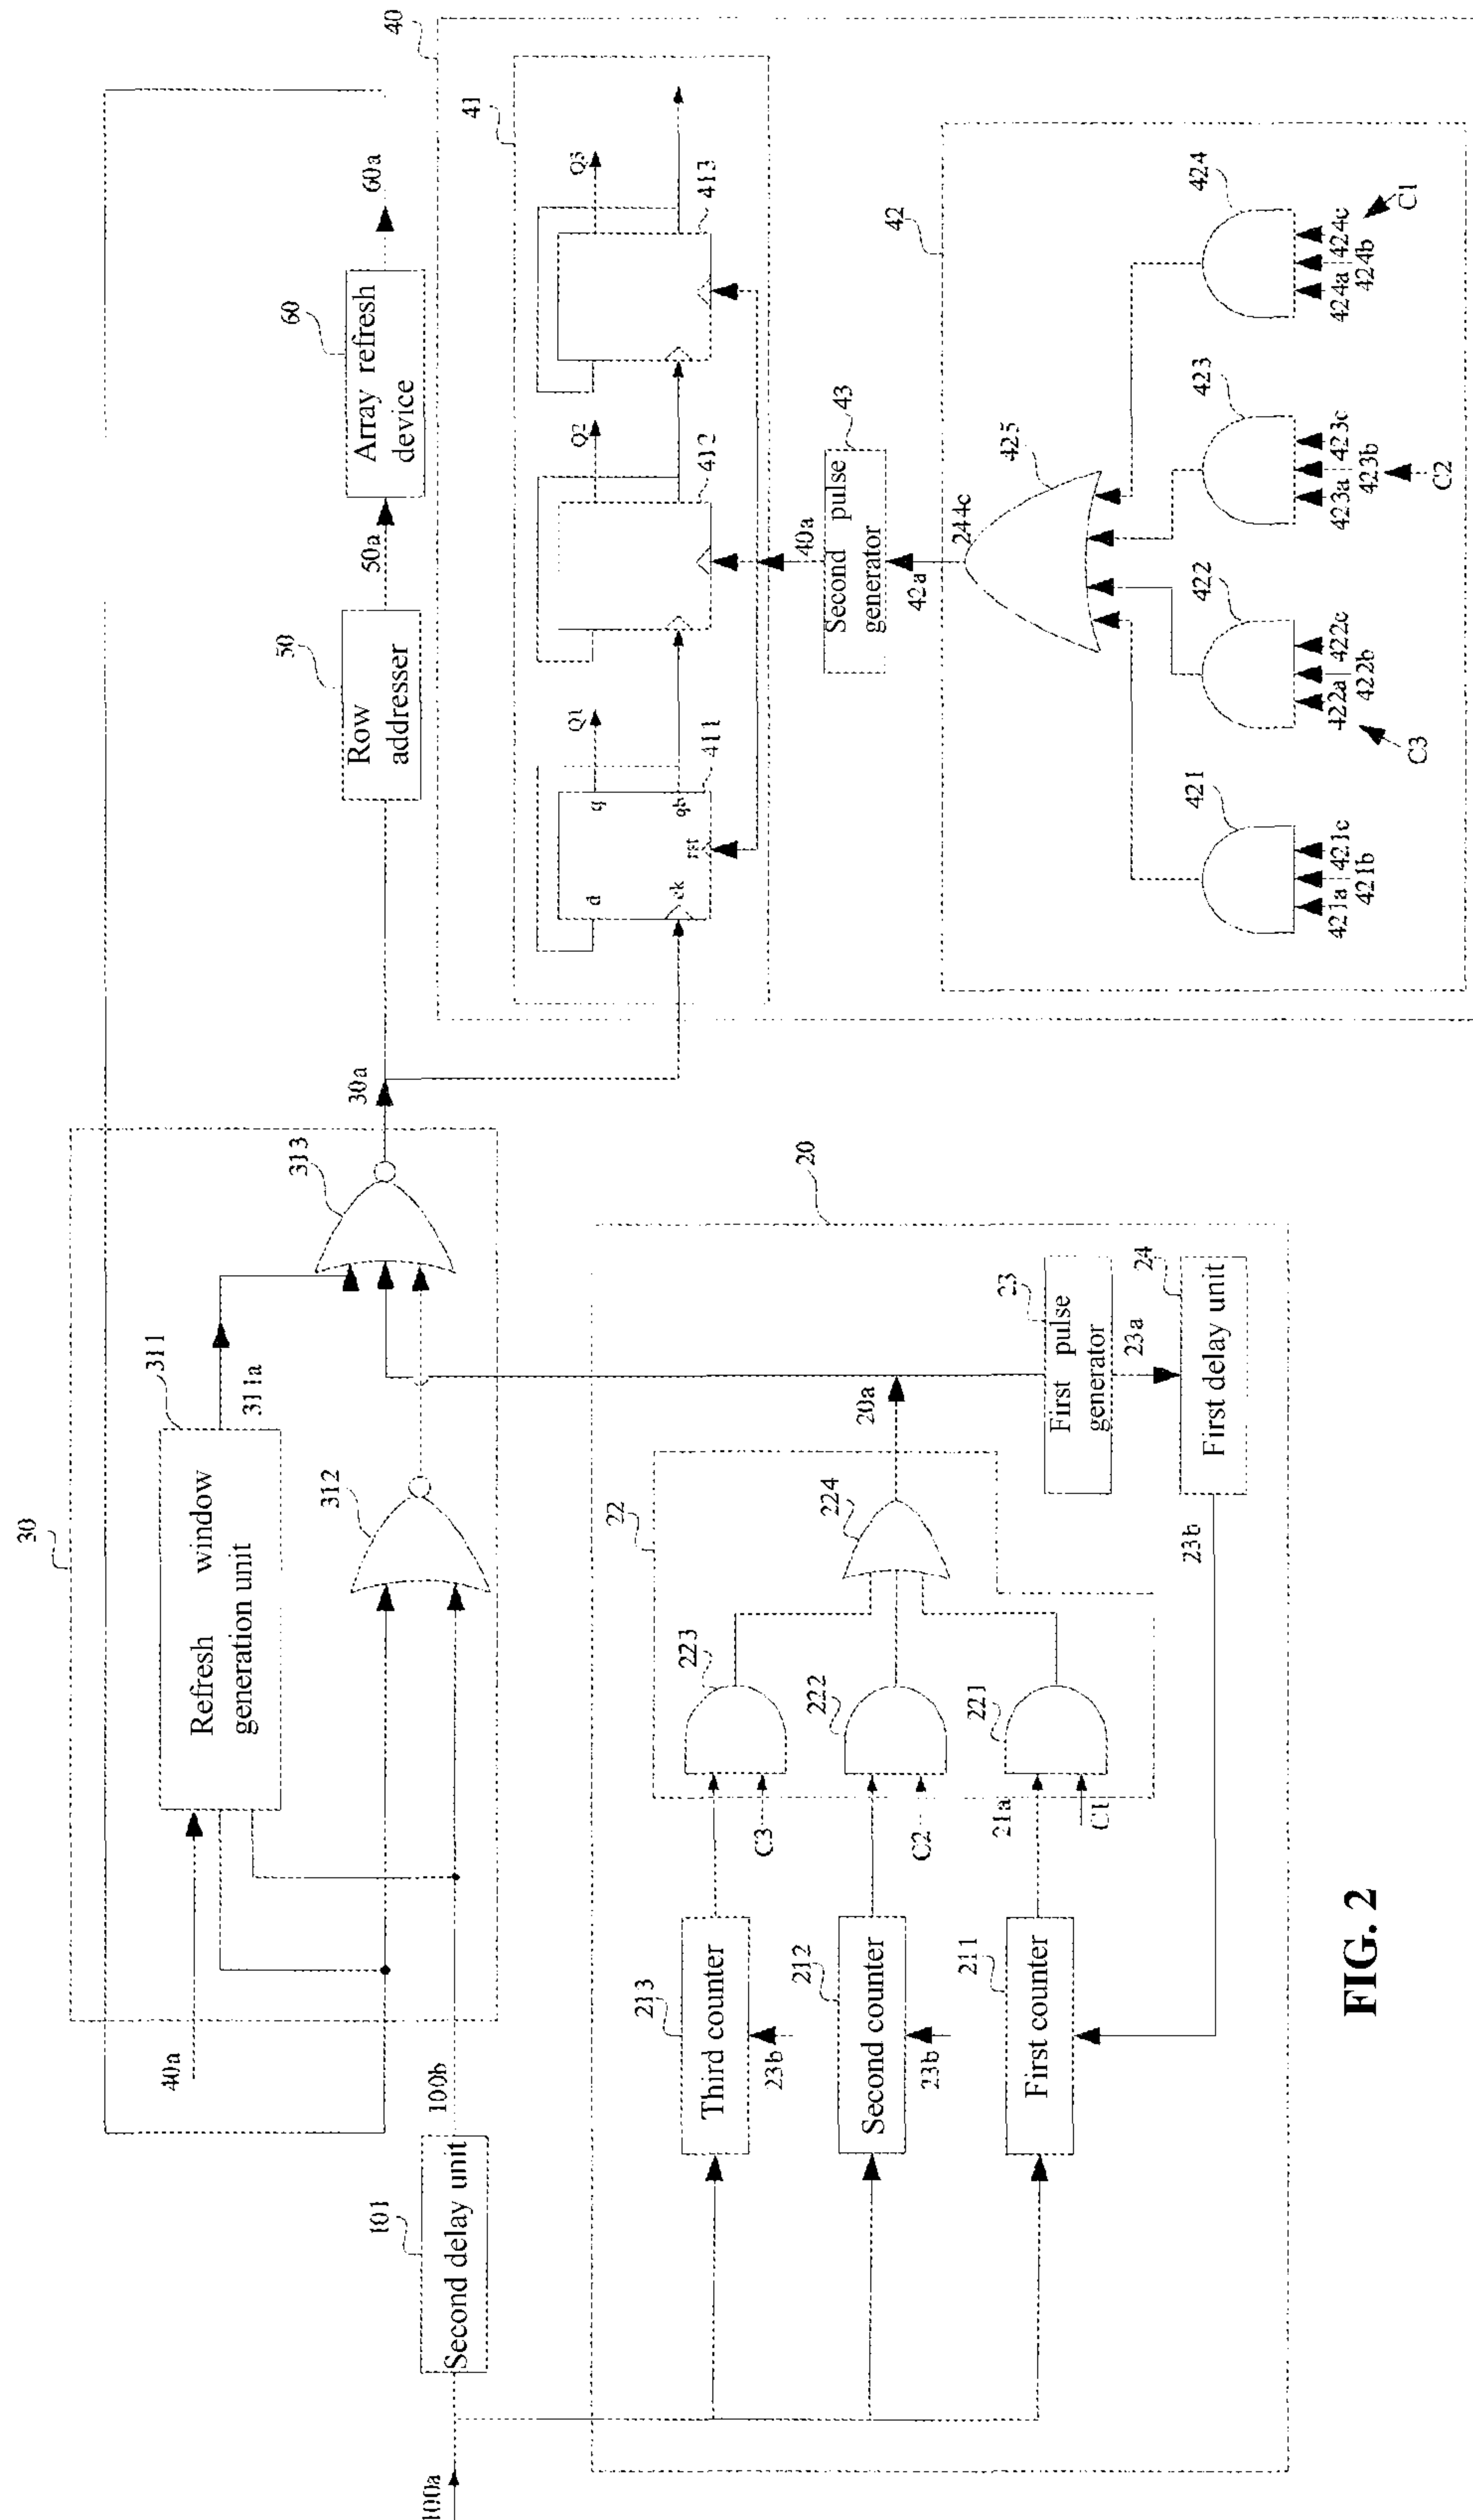 100a
101
Second delay unit
100b
40a
30
Refresh window
generation unit
311
311a
312
313
30a
50
Row
addresser
50a
60
Array refresh
device
60a
40
41
d
q
ck
rst
qb
Q1
411
Q2
412
Q3
413
40a
43
Second pulse
generator
42a
244c
42
425
421
421a
421b
421c
422
422a
422b
422c
C3
423
423a
423b
423c
C2
424
424a
424b
424c
C1
20
213
Third counter
23b
212
Second counter
23b
211
First counter
21a
C3
C2
C1
22
223
222
221
224
20a
23
First pulse
generator
23a
24
First delay unit
23b
FIG. 2